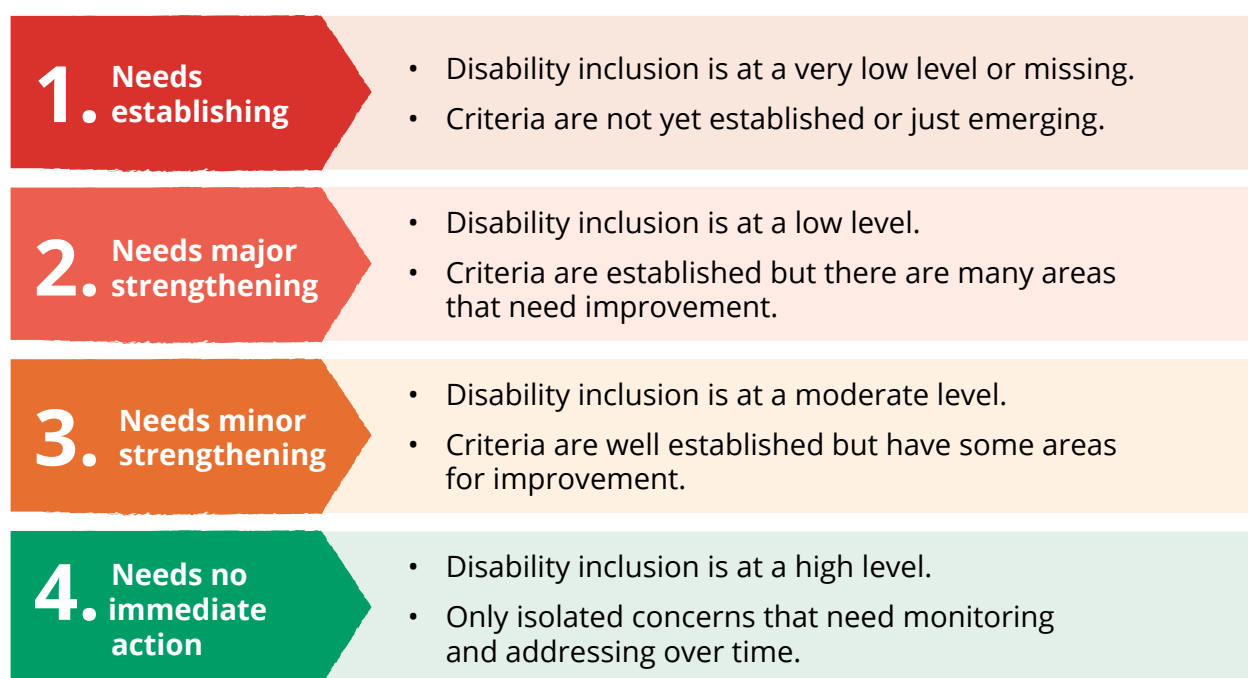 1. Needs
establishing
• Disability inclusion is at a very low level or missing.
• Criteria are not yet established or just emerging.
2. Needs major
strengthening
• Disability inclusion is at a low level.
• Criteria are established but there are many areas
that need improvement.
3. Needs minor
strengthening
• Disability inclusion is at a moderate level.
• Criteria are well established but have some areas
for improvement.
4. Needs no
immediate
action
• Disability inclusion is at a high level.
• Only isolated concerns that need monitoring
and addressing over time.